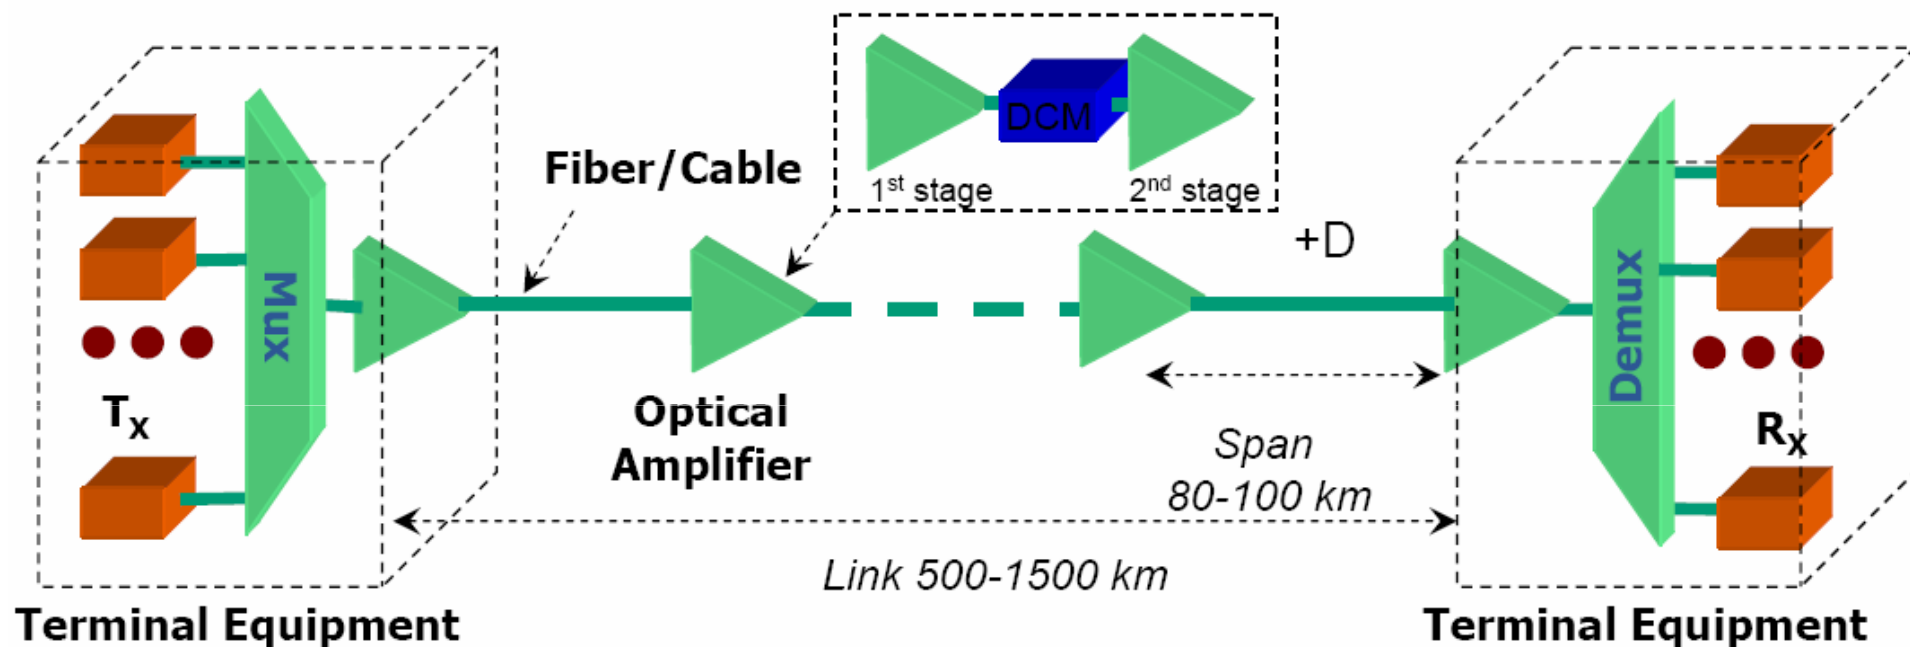 DCM
1st stage
2nd stage
Fiber/Cable
+D
Mux
Demux
TX
Optical
Amplifier
RX
Span
80-100 km
Link 500-1500 km
Terminal Equipment
Terminal Equipment